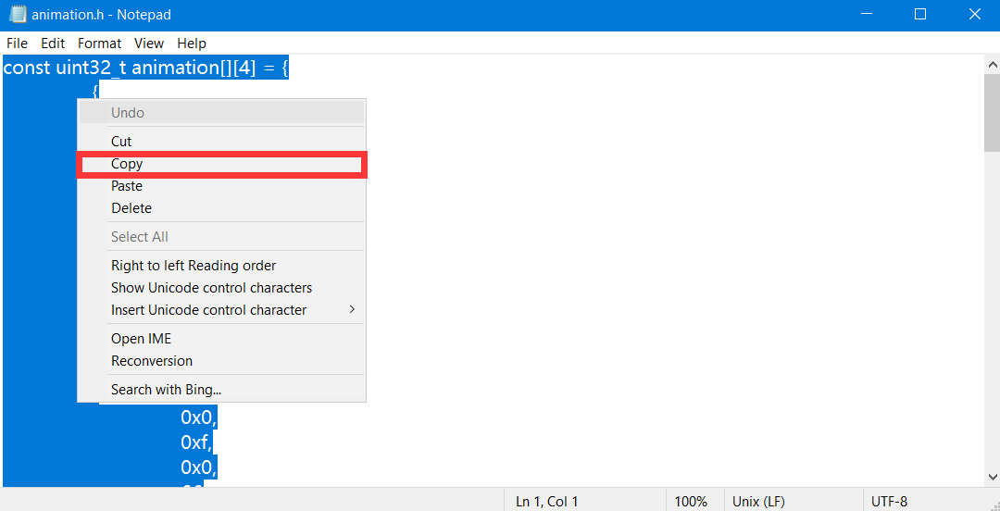 animation.h - Notepad
File Edit Format View Help
const uint32_t animation[][4] = {
{
Undo
Cut
Copy
Paste
Delete
Select All
Right to left Reading order
Show Unicode control characters
Insert Unicode control character
Open IME
Reconversion
Search with Bing...
0x0,
0xf,
0x0,
Ln 1, Col 1 100% Unix (LF) UTF-8